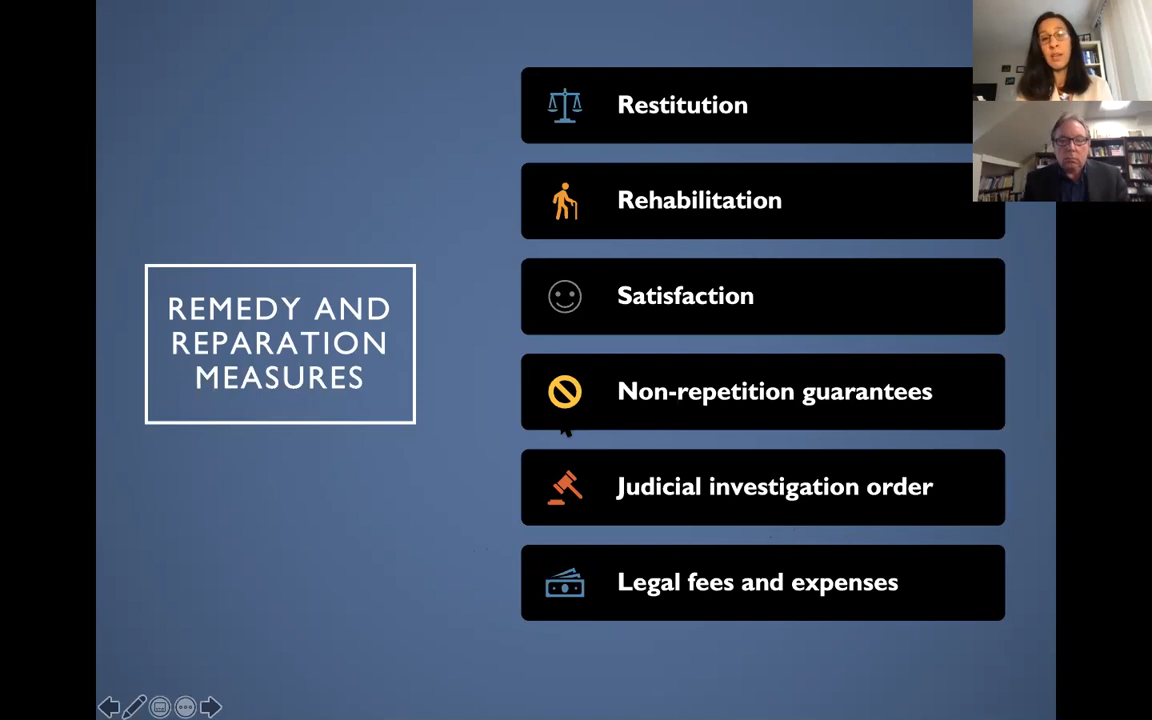 REMEDY AND
REPARATION
MEASURES
Restitution
Rehabilitation
Satisfaction
Non-repetition guarantees
Judicial investigation order
Legal fees and expenses